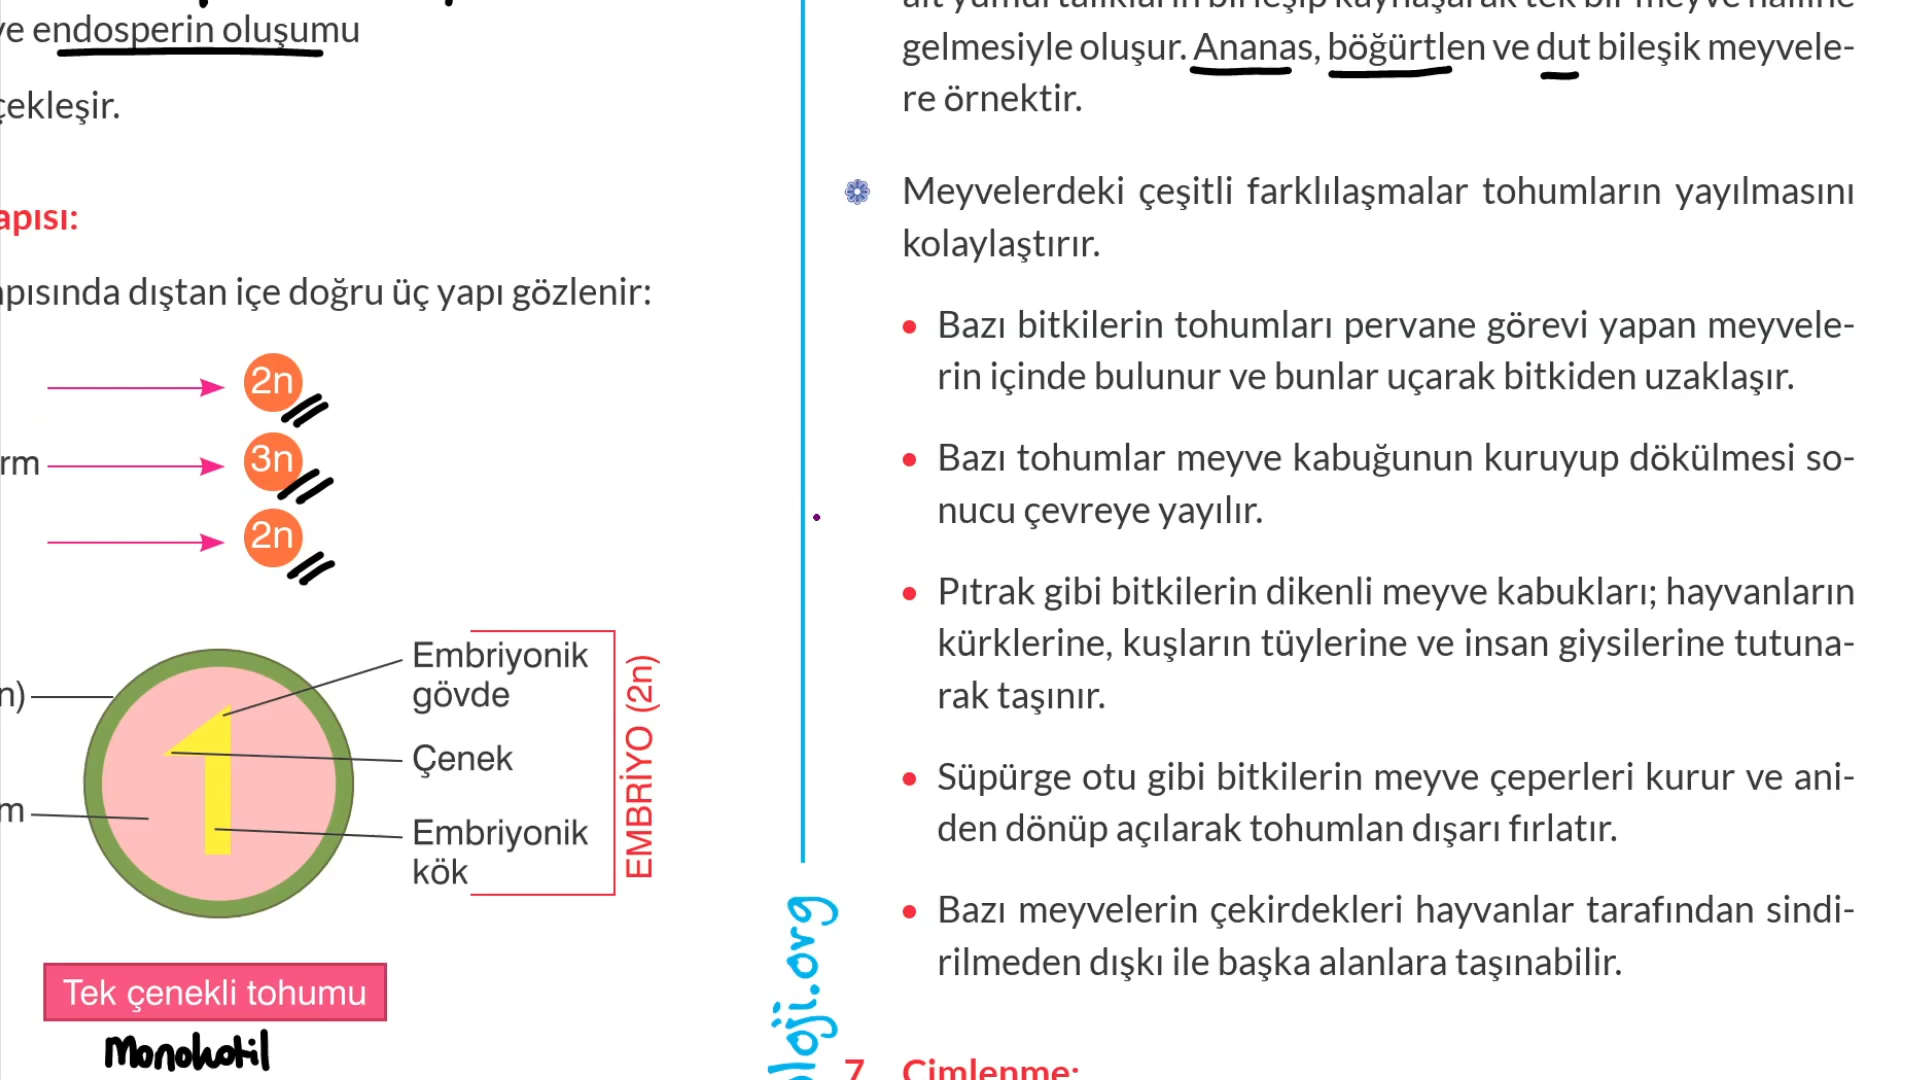 ve endosperin oluşumu
çekleşir.
apısı:
apısında dıştan içe doğru üç yapı gözlenir:
2n
rm
3n
2n
Embriyonik
gövde
n)
Çenek
m
Embriyonik
kök
EMBRİYO (2n)
Tek çenekli tohumu
Monokotil
gelmesiyle oluşur. Ananas, böğürtlen ve dut bileşik meyvele-
re örnektir.
Meyvelerdeki çeşitli farklılaşmalar tohumların yayılmasını
kolaylaştırır.
• Bazı bitkilerin tohumları pervane görevi yapan meyvele-
rin içinde bulunur ve bunlar uçarak bitkiden uzaklaşır.
• Bazı tohumlar meyve kabuğunun kuruyup dökülmesi so-
nucu çevreye yayılır.
• Pıtrak gibi bitkilerin dikenli meyve kabukları; hayvanların
kürklerine, kuşların tüylerine ve insan giysilerine tutuna-
rak taşınır.
• Süpürge otu gibi bitkilerin meyve çeperleri kurur ve ani-
den dönüp açılarak tohumlan dışarı fırlatır.
• Bazı meyvelerin çekirdekleri hayvanlar tarafından sindi-
rilmeden dışkı ile başka alanlara taşınabilir.
oloji.org
7 Çimlenme: